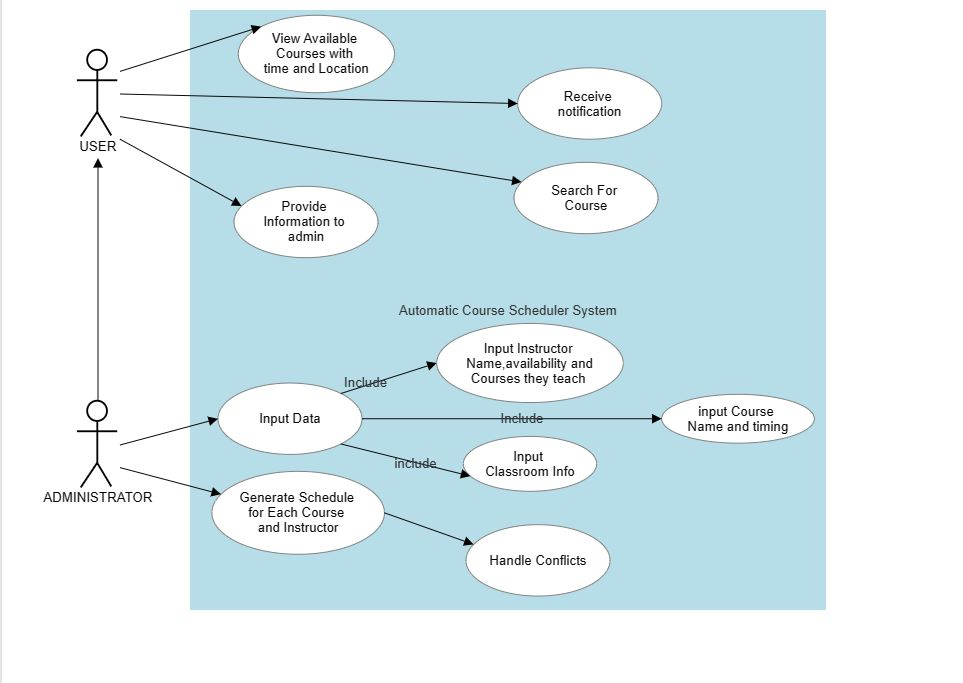 View Available
Courses with
time and Location
Receive
notification
USER
Search For
Course
Provide
Information to
admin
Automatic Course Scheduler System
Input Instructor
Name,availability and
Courses they teach
Include
Input Data
Include
input Course
Name and timing
include
Input
Classroom Info
ADMINISTRATOR
Generate Schedule
for Each Course
and Instructor
Handle Conflicts